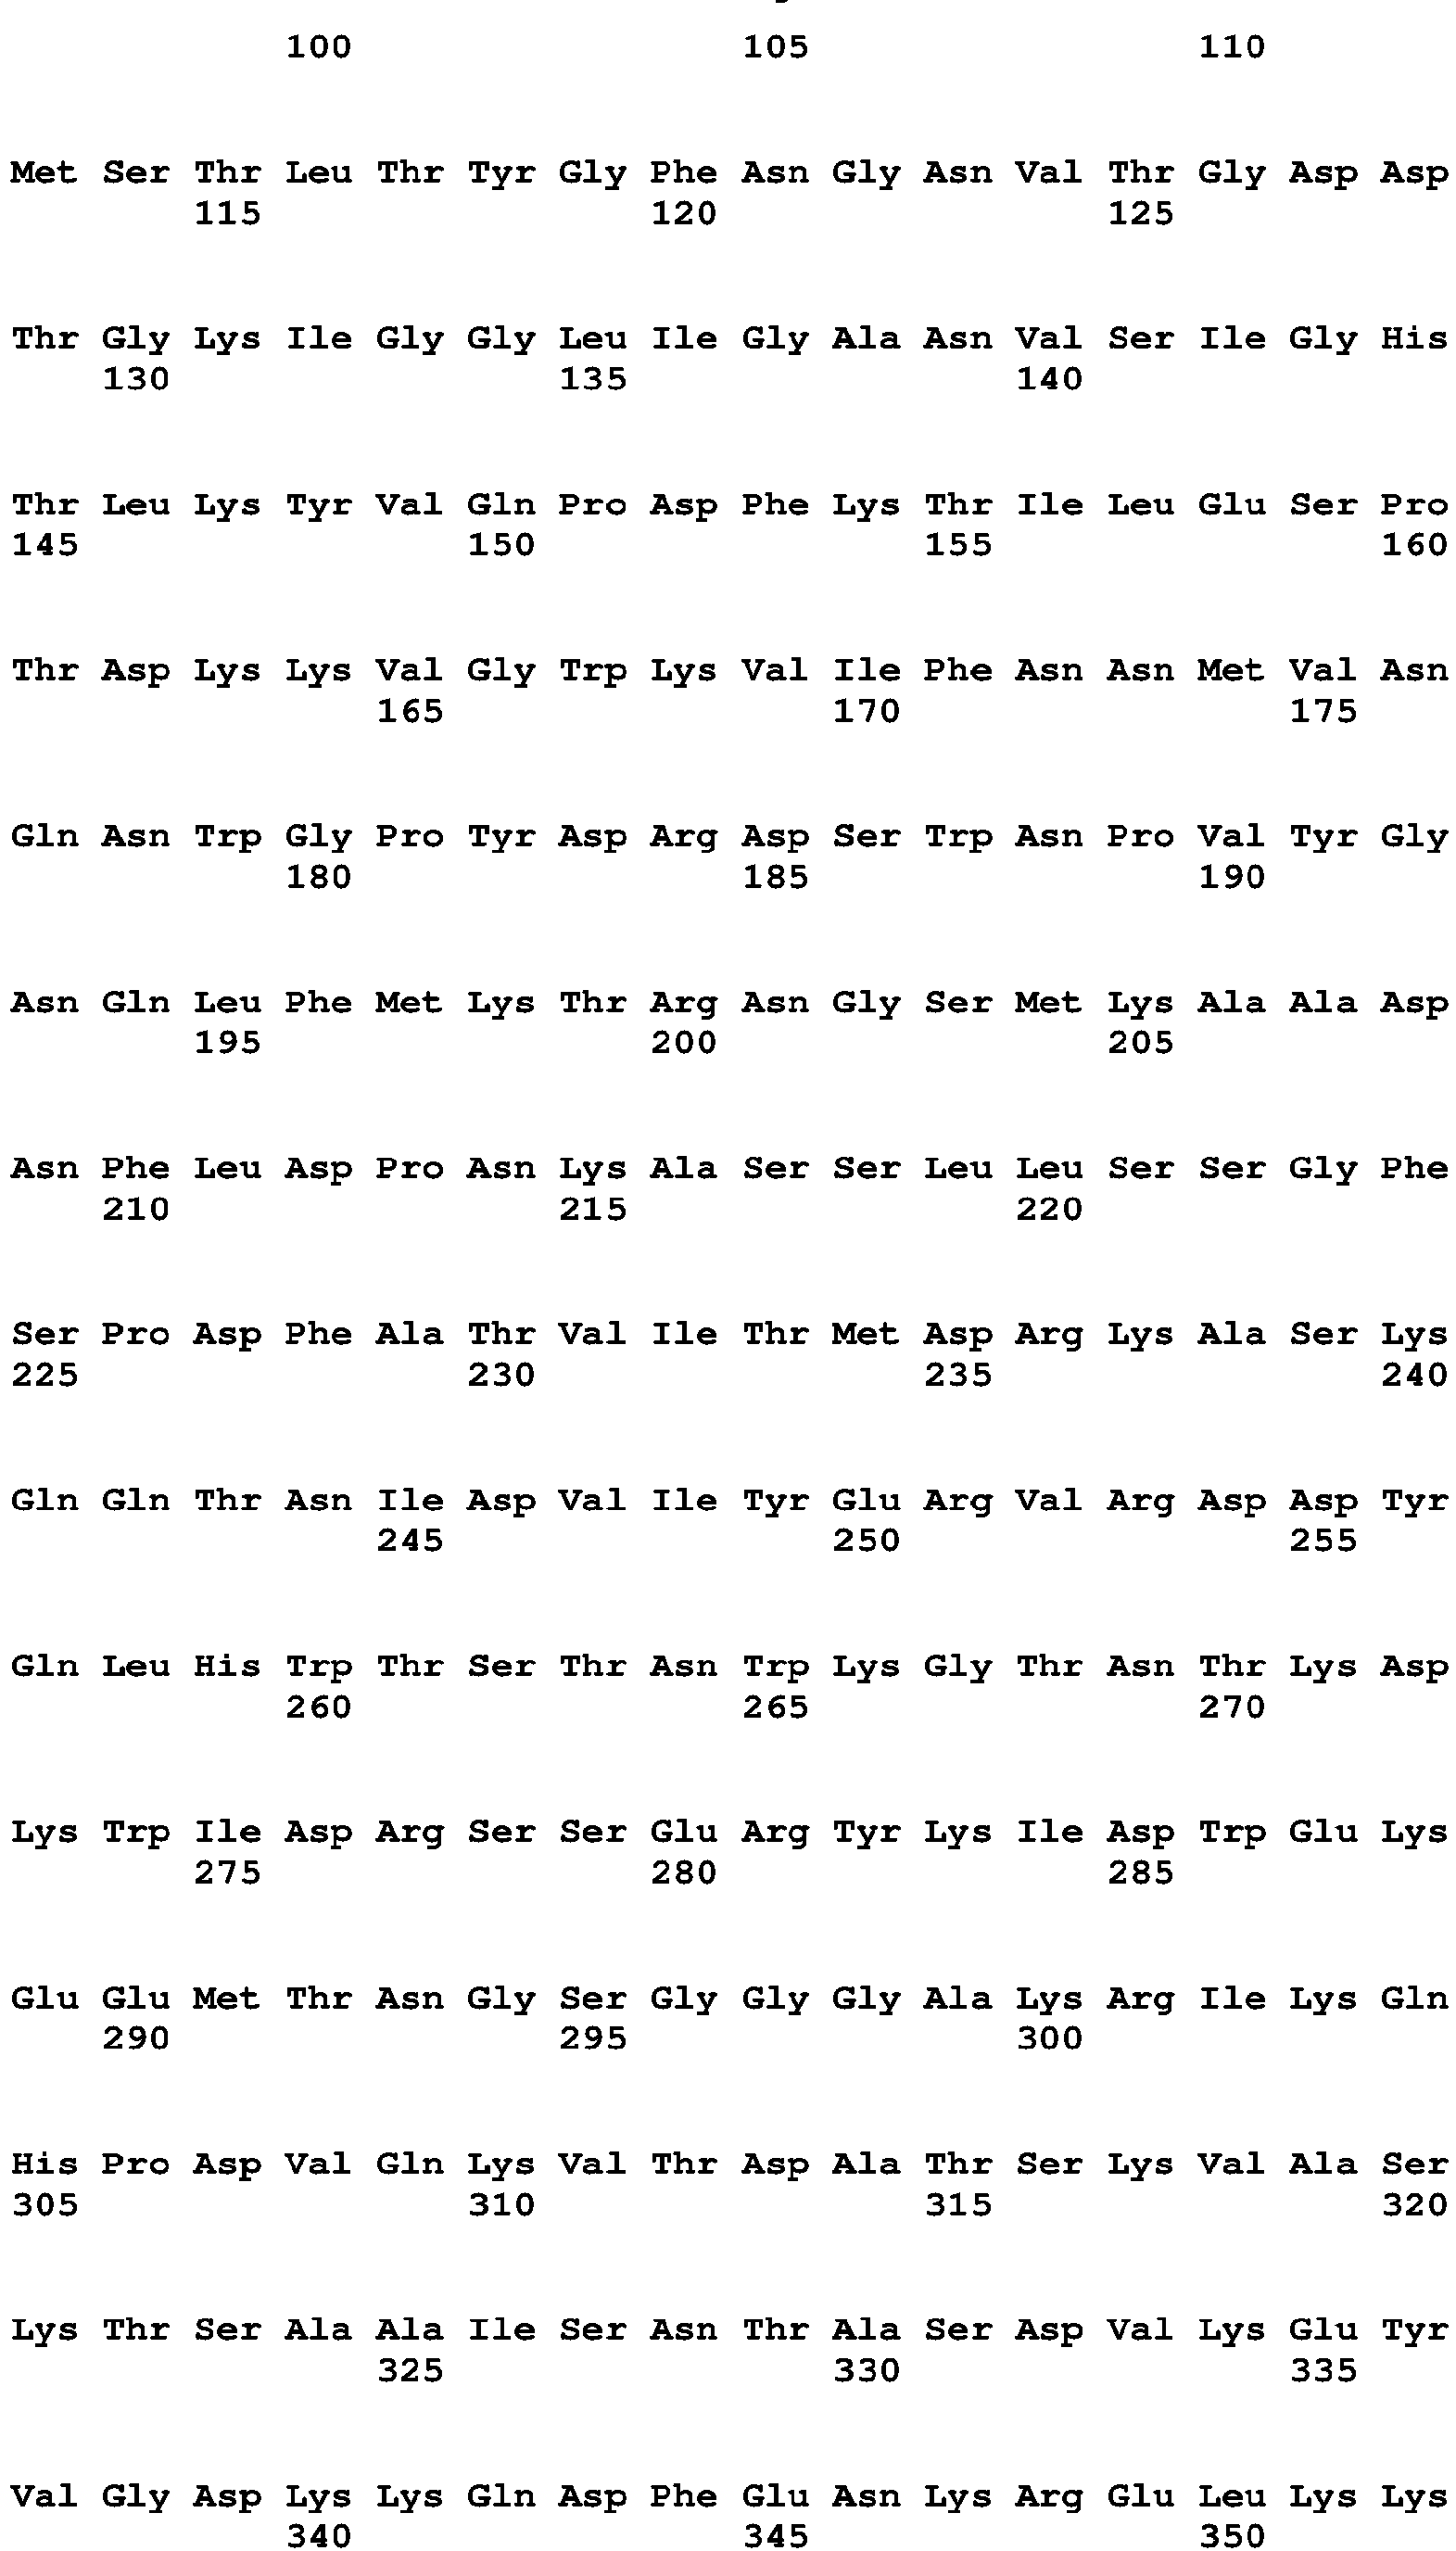 100 105 110
Met Ser Thr Leu Thr Tyr Gly Phe Asn Gly Asn Val Thr Gly Asp Asp
115 120 125
Thr Gly Lys Ile Gly Gly Leu Ile Gly Ala Asn Val Ser Ile Gly His
130 135 140
Thr Leu Lys Tyr Val Gln Pro Asp Phe Lys Thr Ile Leu Glu Ser Pro
145 150 155 160
Thr Asp Lys Lys Val Gly Trp Lys Val Ile Phe Asn Asn Met Val Asn
165 170 175
Gln Asn Trp Gly Pro Tyr Asp Arg Asp Ser Trp Asn Pro Val Tyr Gly
180 185 190
Asn Gln Leu Phe Met Lys Thr Arg Asn Gly Ser Met Lys Ala Ala Asp
195 200 205
Asn Phe Leu Asp Pro Asn Lys Ala Ser Ser Leu Leu Ser Ser Gly Phe
210 215 220
Ser Pro Asp Phe Ala Thr Val Ile Thr Met Asp Arg Lys Ala Ser Lys
225 230 235 240
Gln Gln Thr Asn Ile Asp Val Ile Tyr Glu Arg Val Arg Asp Asp Tyr
245 250 255
Gln Leu His Trp Thr Ser Thr Asn Trp Lys Gly Thr Asn Thr Lys Asp
260 265 270
Lys Trp Ile Asp Arg Ser Ser Glu Arg Tyr Lys Ile Asp Trp Glu Lys
275 280 285
Glu Glu Met Thr Asn Gly Ser Gly Gly Gly Ala Lys Arg Ile Lys Gln
290 295 300
His Pro Asp Val Gln Lys Val Thr Asp Ala Thr Ser Lys Val Ala Ser
305 310 315 320
Lys Thr Ser Ala Ala Ile Ser Asn Thr Ala Ser Asp Val Lys Glu Tyr
325 330 335
Val Gly Asp Lys Lys Gln Asp Phe Glu Asn Lys Arg Glu Leu Lys Lys
340 345 350